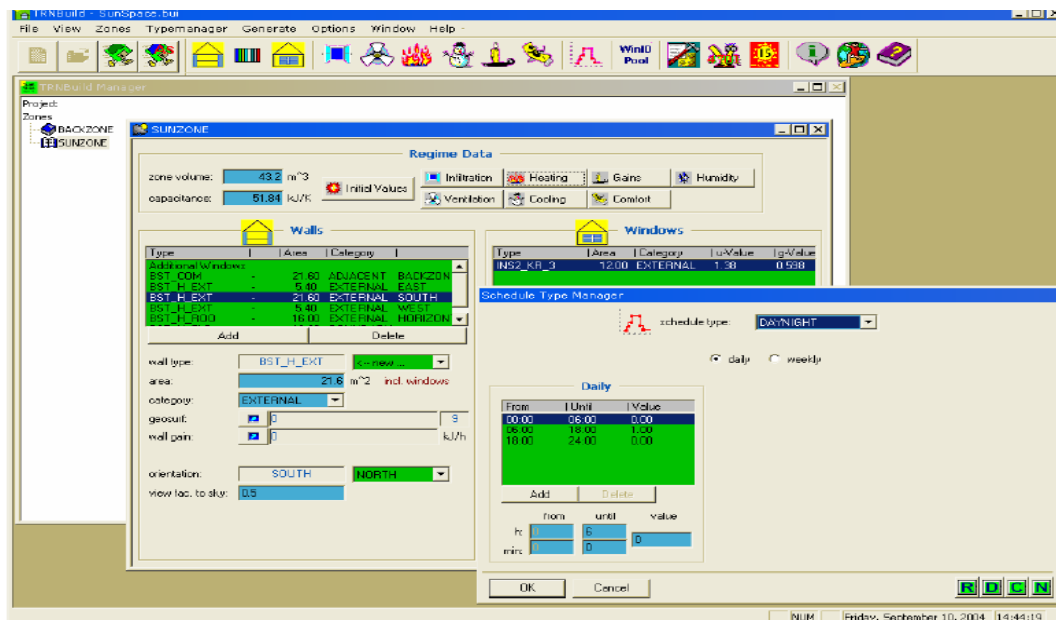 TRNBuild - SunSpace.bui
File View Zones Typemanager Generate Options Window Help
WinID Pool
TRNBuild Manager
Project
Zones
BACKZONE
SUNZONE
SUNZONE
Regime Data
zone volume: 43.2 m^3
capacitance: 51.84 kJ/K
Initial Values
Infiltration Heating Gains Humidity
Ventilation Cooling Comfort
Walls
Type Area Category
Additional Windows
BST_COM - 21.60 ADJACENT BACKZON
BST_H_EXT - 5.40 EXTERNAL EAST
BST_H_EXT - 21.60 EXTERNAL SOUTH
BST_H_EXT - 5.40 EXTERNAL WEST
BST_H_ROO - 16.00 EXTERNAL HORIZON
Add Delete
wall type: BST_H_EXT <-- new ...
area: 21.6 m^2 incl. windows
category: EXTERNAL
geosurf: 0 9
wall gain: 0 kJ/h
orientation: SOUTH NORTH
view fac. to sky: 0.5
Windows
Type Area Category u-Value g-Value
INS2_KR_3 12.00 EXTERNAL 1.38 0.598
Schedule Type Manager
schedule type: DAYNIGHT
daily weekly
Daily
From Until Value
00:00 06:00 0.00
06:00 18:00 1.00
18:00 24:00 0.00
Add Delete
from until value
h: 0 6 0
min: 0 0
OK Cancel
R D C N
NUM Friday, September 10, 2004 14:44:19